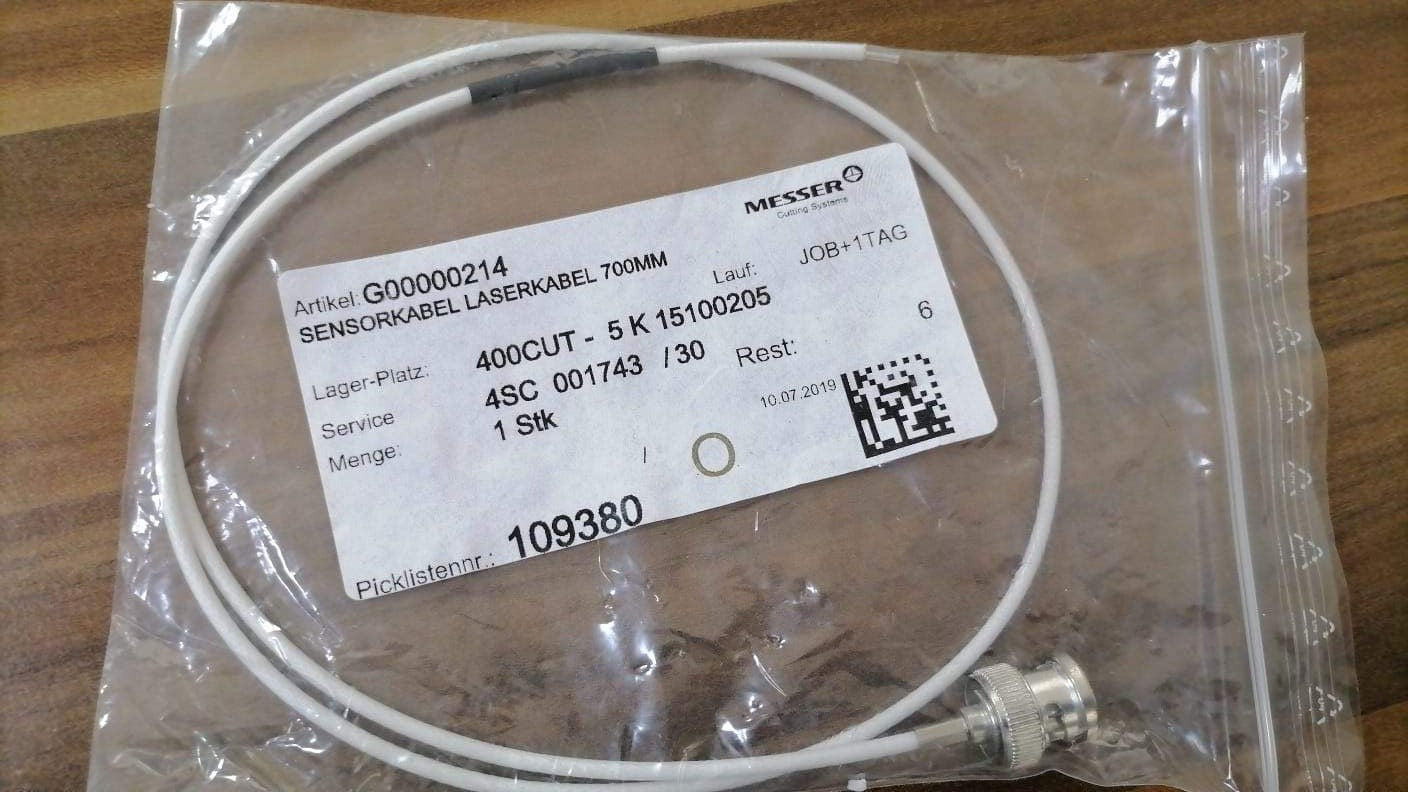 MESSER
Cutting Systems
Artikel: G00000214
SENSORKABEL LASERKABEL 700MM
Lauf: JOB+1TAG
Lager-Platz: 400CUT - 5 K 15100205
Service 4SC 001743 /30 Rest: 6
Menge: 1 Stk
10.07.2019
/
Picklistennr.: 109380